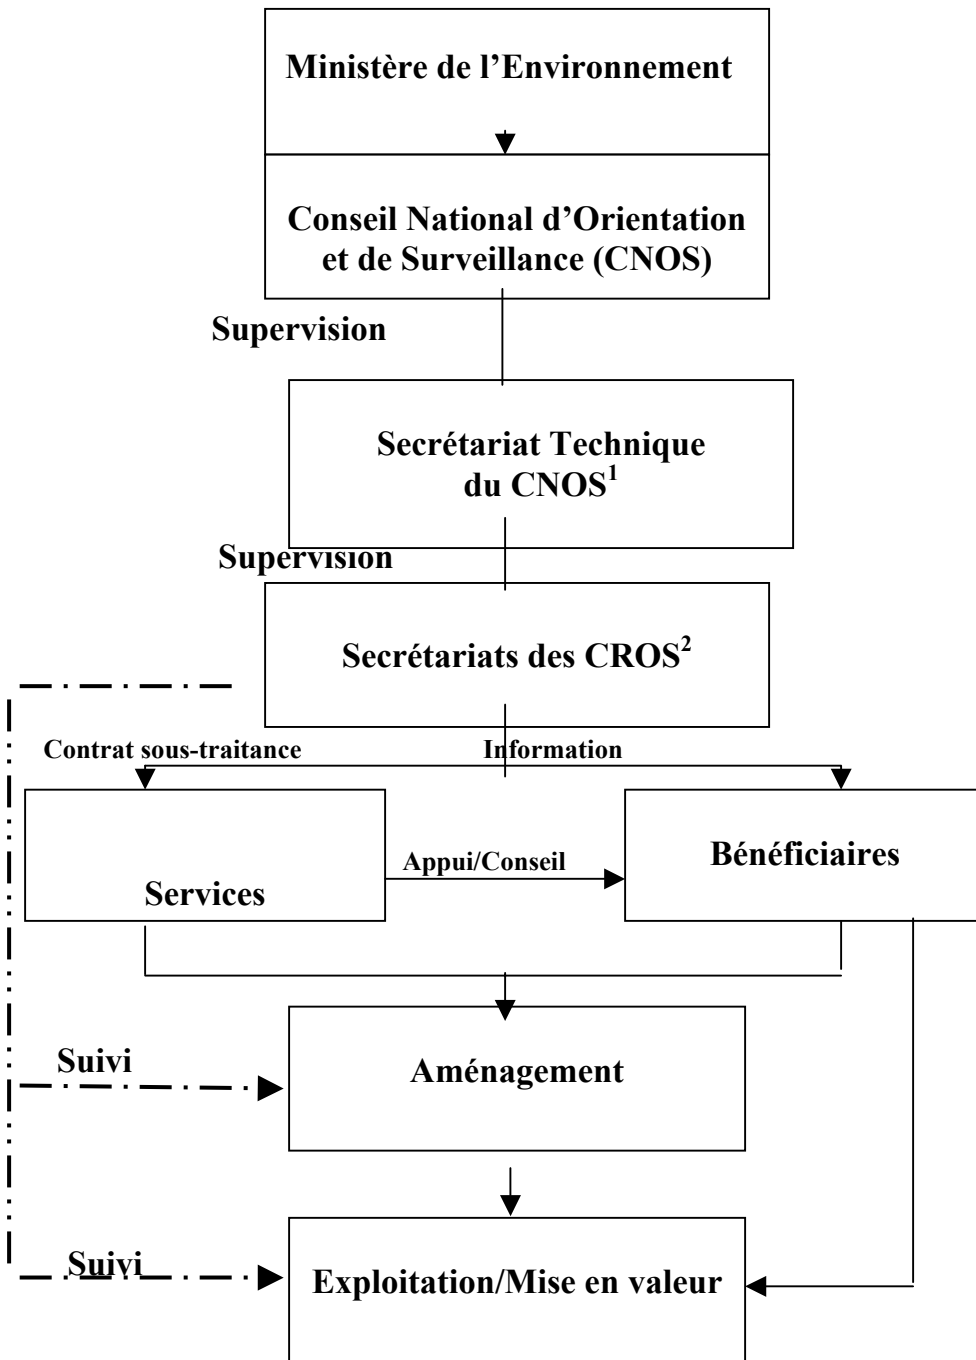 Ministère de l’Environnement
Conseil National d’Orientation
et de Surveillance (CNOS)
Supervision
Secrétariat Technique
du CNOS1
Supervision
Secrétariats des CROS2
Contrat sous-traitance
Information
Services
Appui/Conseil
Bénéficiaires
Suivi
Aménagement
Suivi
Exploitation/Mise en valeur